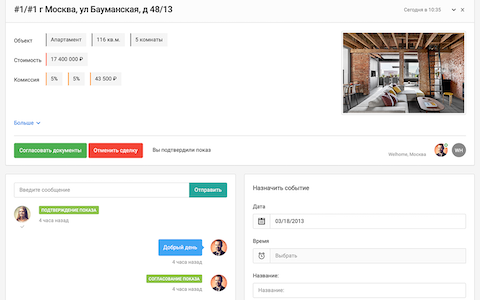 #1/#1 г Москва, ул Бауманская, д 48/13
Сегодня в 10:35
Объект Апартамент 116 кв.м. 5 комнаты
Стоимость 17 400 000 ₽
Комиссия 5% 5% 43 500 ₽
Больше
Согласовать документы Отменить сделку Вы подтвердили показ
Welhome, Москва WH
Введите сообщение Отправить
ПОДТВЕРЖДЕНИЕ ПОКАЗА
4 часа назад
Добрый день
4 часа назад
СОГЛАСОВАНИЕ ПОКАЗА
4 часа назад
Назначить событие
Дата
03/18/2013
Время
Выбрать
Название:
Название